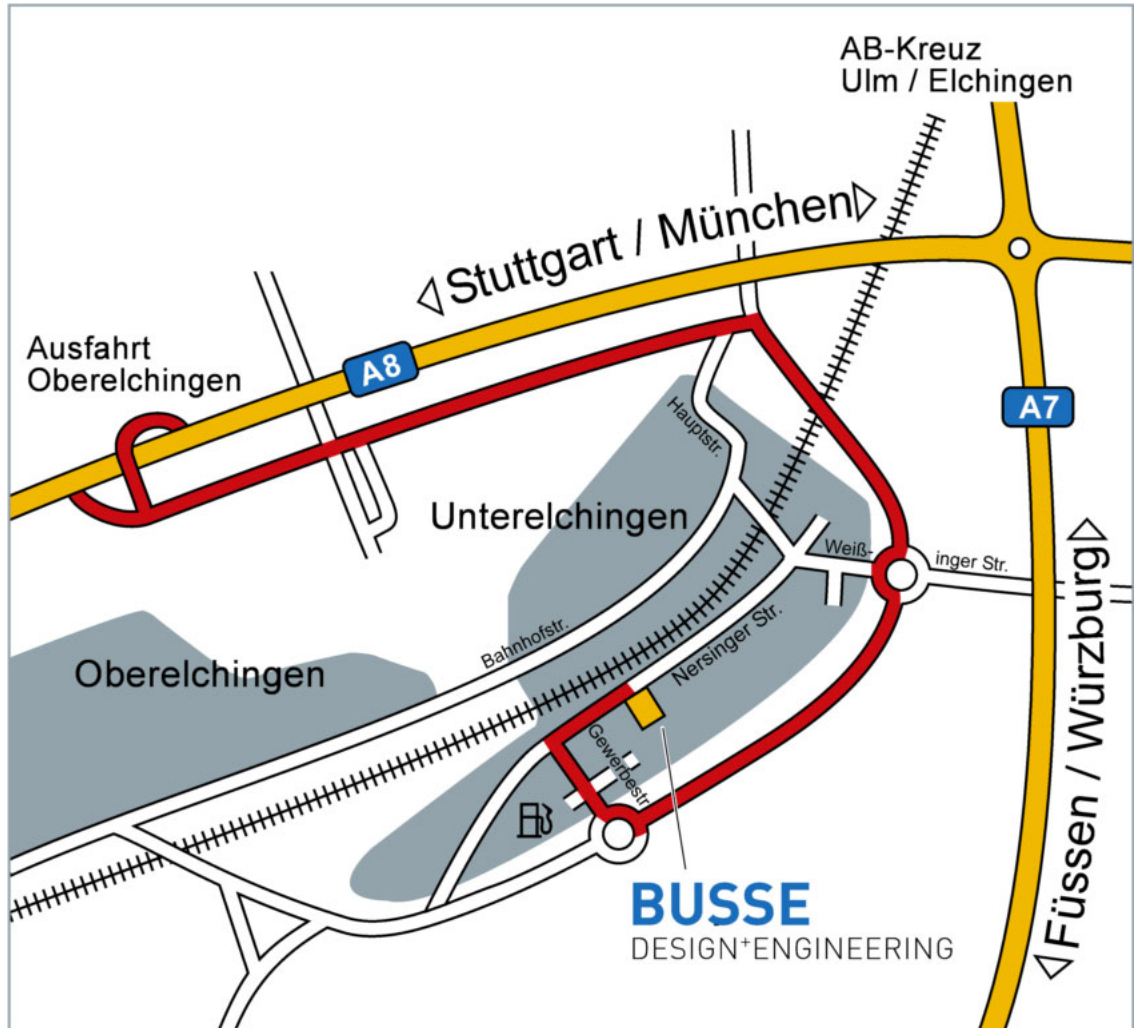 AB-Kreuz
Ulm / Elchingen
Stuttgart / München
Ausfahrt
Oberelchingen
A8
A7
Hauptstr.
Unterelchingen
Weiß-
inger Str.
Bahnhofstr.
Nersinger Str.
Oberelchingen
Gewerbestr.
Füssen / Würzburg
BUSSE
DESIGN+ENGINEERING